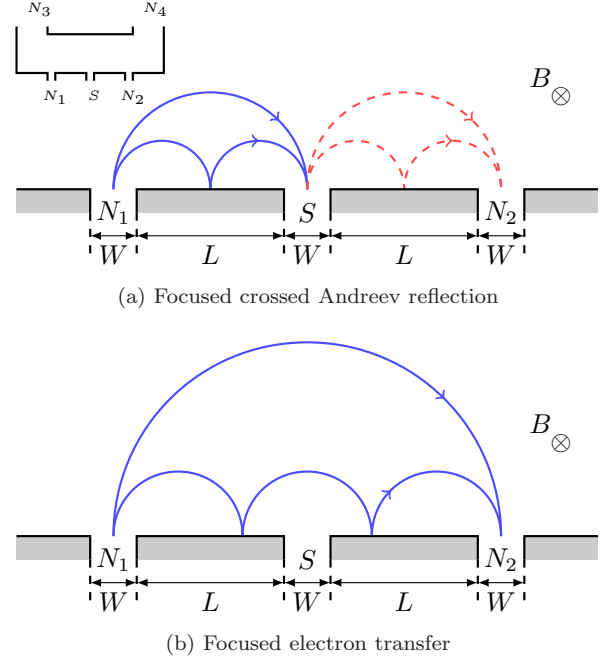 N₃ N₄
N₁ S N₂
B⊗
N₁ S N₂
W L W L W
(a) Focused crossed Andreev reflection
B⊗
N₁ S N₂
W L W L W
(b) Focused electron transfer